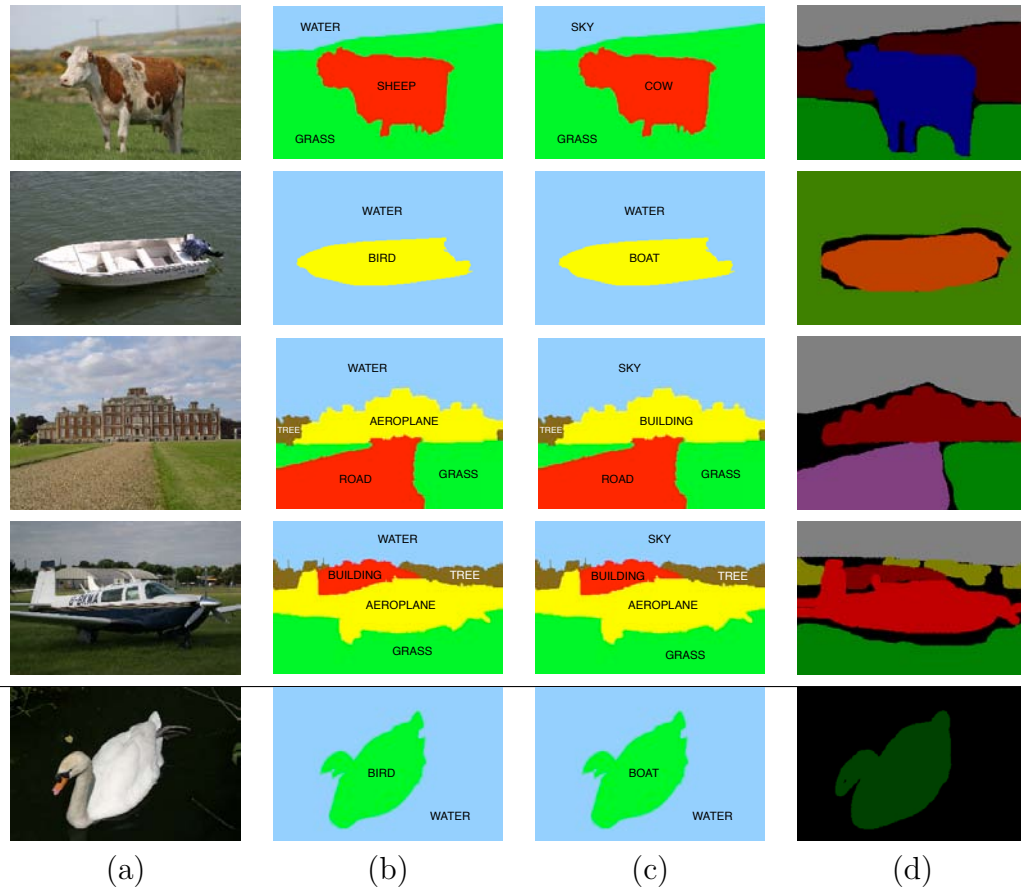 WATER
SHEEP
GRASS
SKY
COW
GRASS
WATER
BIRD
WATER
BOAT
WATER
AEROPLANE
TREE
ROAD
GRASS
SKY
BUILDING
TREE
ROAD
GRASS
WATER
BUILDING
TREE
AEROPLANE
GRASS
SKY
BUILDING
TREE
AEROPLANE
GRASS
BIRD
WATER
BOAT
WATER
(a) (b) (c) (d)